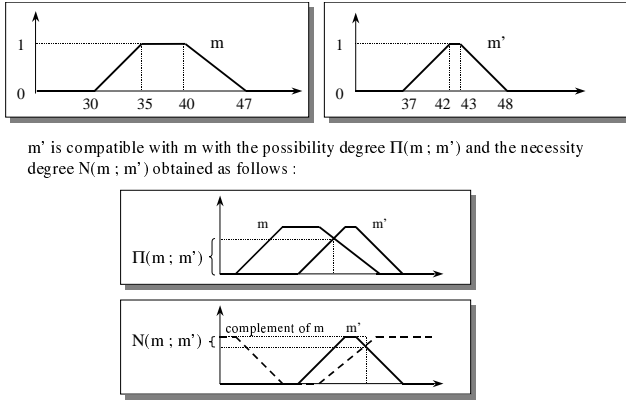 1 m
0
30 35 40 47
1 m'
0
37 42 43 48
m' is compatible with m with the possibility degree Π(m ; m') and the necessity
degree N(m ; m') obtained as follows :
m m'
Π(m ; m') {
complement of m m'
N(m ; m') {